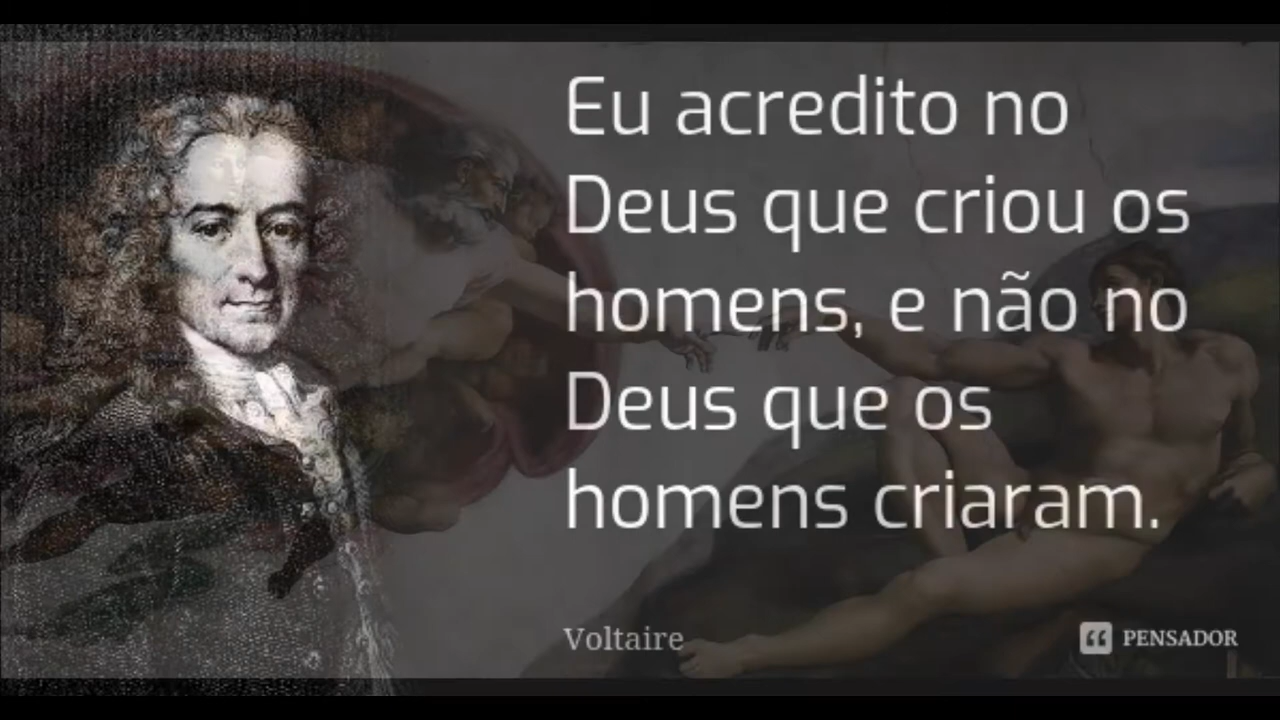 Eu acredito no
Deus que criou os
homens, e não no
Deus que os
homens criaram.
Voltaire
PENSADOR